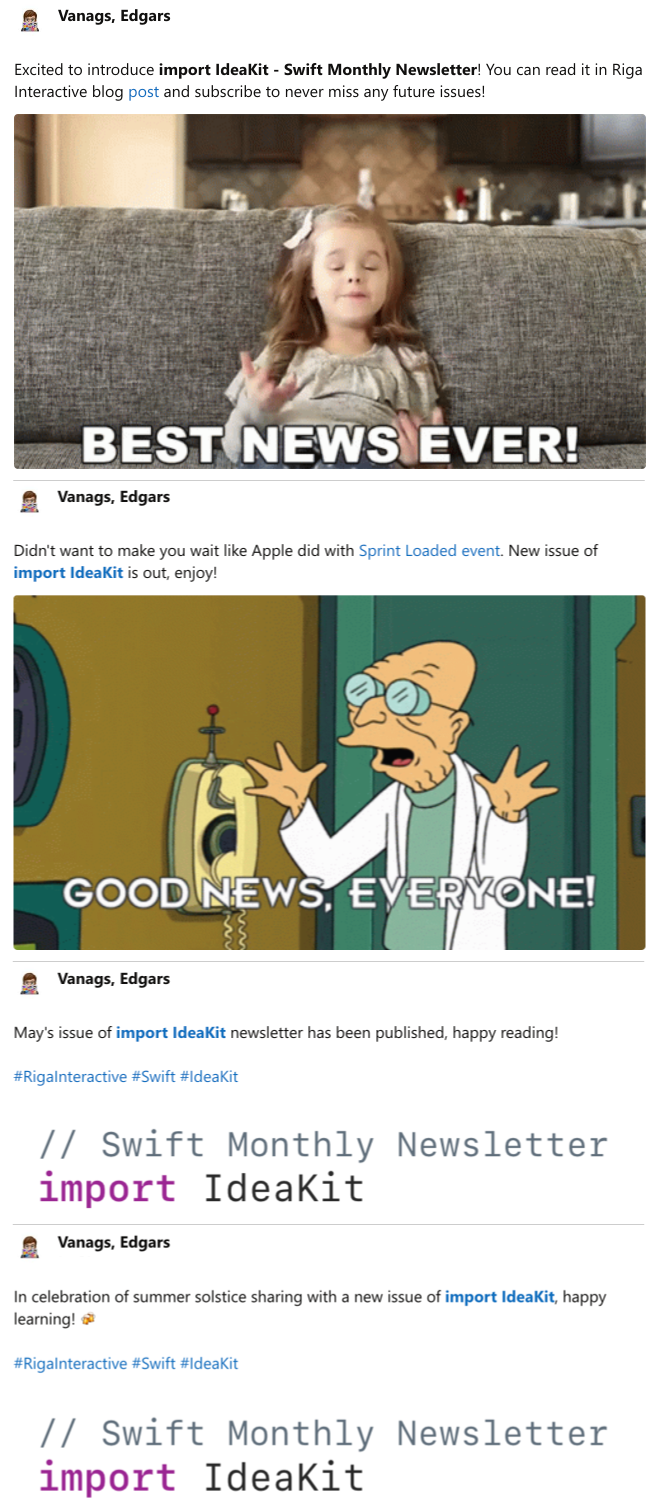 Vanags, Edgars
Excited to introduce import IdeaKit - Swift Monthly Newsletter! You can read it in Riga
Interactive blog post and subscribe to never miss any future issues!
BEST NEWS EVER!
Vanags, Edgars
Didn't want to make you wait like Apple did with Sprint Loaded event. New issue of
import IdeaKit is out, enjoy!
GOOD NEWS, EVERYONE!
Vanags, Edgars
May's issue of import IdeaKit newsletter has been published, happy reading!
#RigaInteractive #Swift #IdeaKit
// Swift Monthly Newsletter
import IdeaKit
Vanags, Edgars
In celebration of summer solstice sharing with a new issue of import IdeaKit, happy
learning!
#RigaInteractive #Swift #IdeaKit
// Swift Monthly Newsletter
import IdeaKit